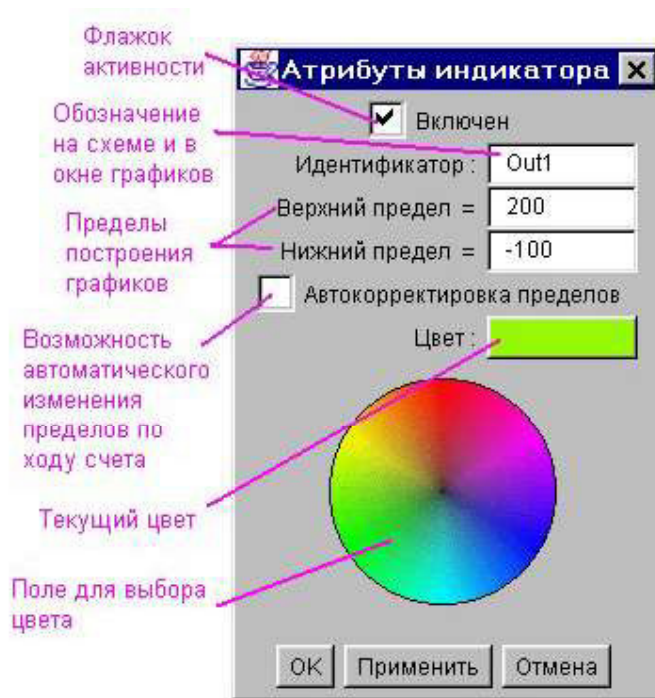 Флажок
активности
Атрибуты индикатора
Включен
Обозначение
на схеме и в
окне графиков
Идентификатор : Out1
Верхний предел = 200
Пределы
построения
графиков
Нижний предел = -100
Автокорректировка пределов
Возможность
автоматического
изменения
пределов по
ходу счета
Цвет :
Текущий цвет
Поле для выбора
цвета
OK Применить Отмена